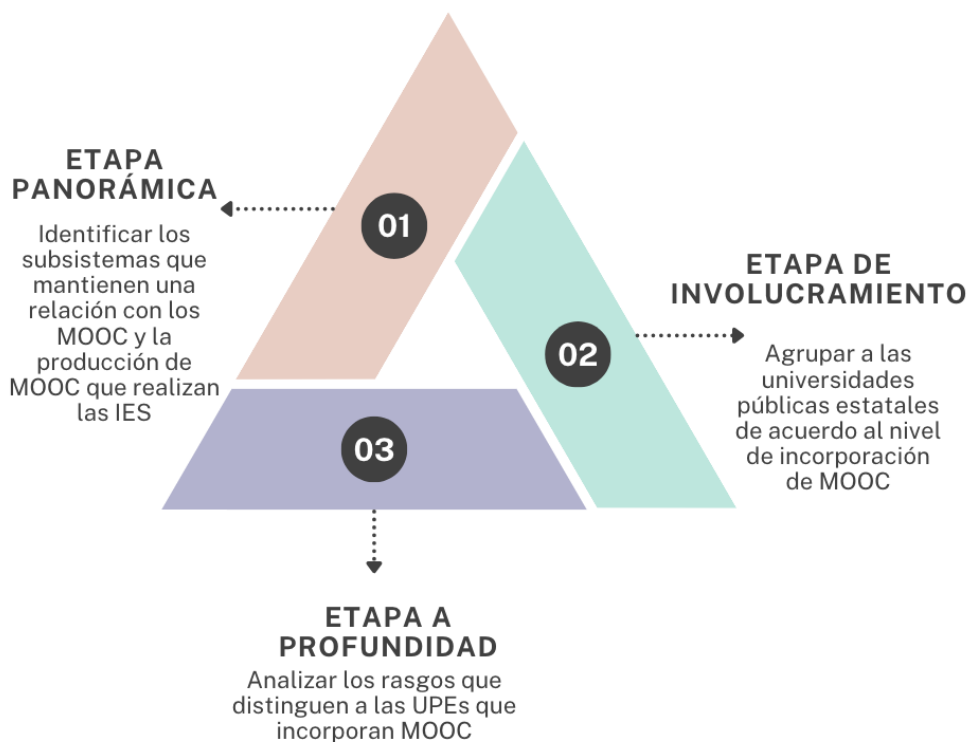 01
ETAPA
PANORÁMICA
Identificar los
subsistemas que
mantienen una
relación con los
MOOC y la
producción de
MOOC que realizan
las IES
02
ETAPA DE
INVOLUCRAMIENTO
Agrupar a las
universidades
públicas estatales
de acuerdo al nivel
de incorporación
de MOOC
03
ETAPA A
PROFUNDIDAD
Analizar los rasgos que
distinguen a las UPEs que
incorporan MOOC